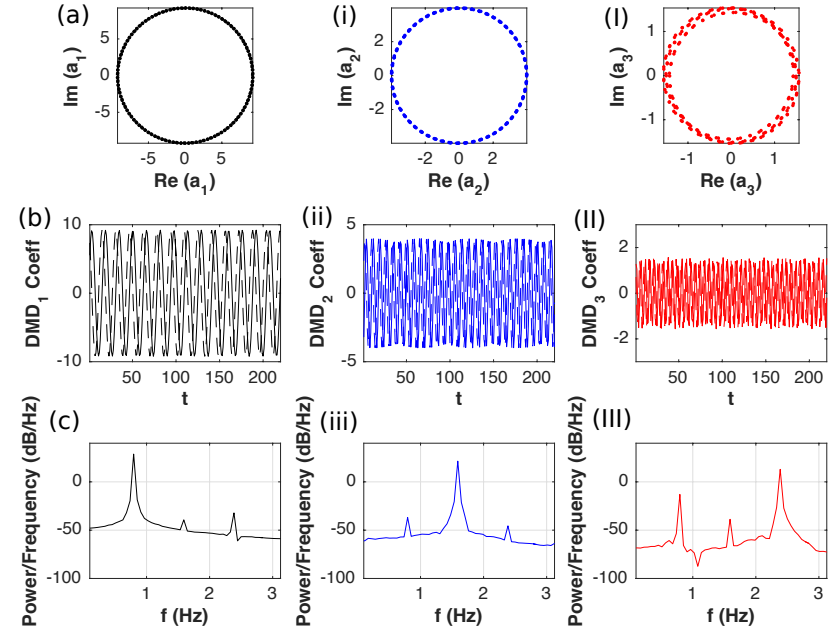 (a)
Im (a1)
5
0
-5
-5 0 5
Re (a1)
(i)
Im (a2)
2
0
-2
-2 0 2
Re (a2)
(I)
Im (a3)
1
0
-1
-1 0 1
Re (a3)
(b)
DMD1 Coeff
10
0
-10
50 100 150 200
t
(ii)
DMD2 Coeff
5
0
-5
50 100 150 200
t
(II)
DMD3 Coeff
2
0
-2
50 100 150 200
t
(c)
Power/Frequency (dB/Hz)
0
-50
-100
1 2 3
f (Hz)
(iii)
Power/Frequency (dB/Hz)
0
-50
-100
1 2 3
f (Hz)
(III)
Power/Frequency (dB/Hz)
0
-50
-100
1 2 3
f (Hz)